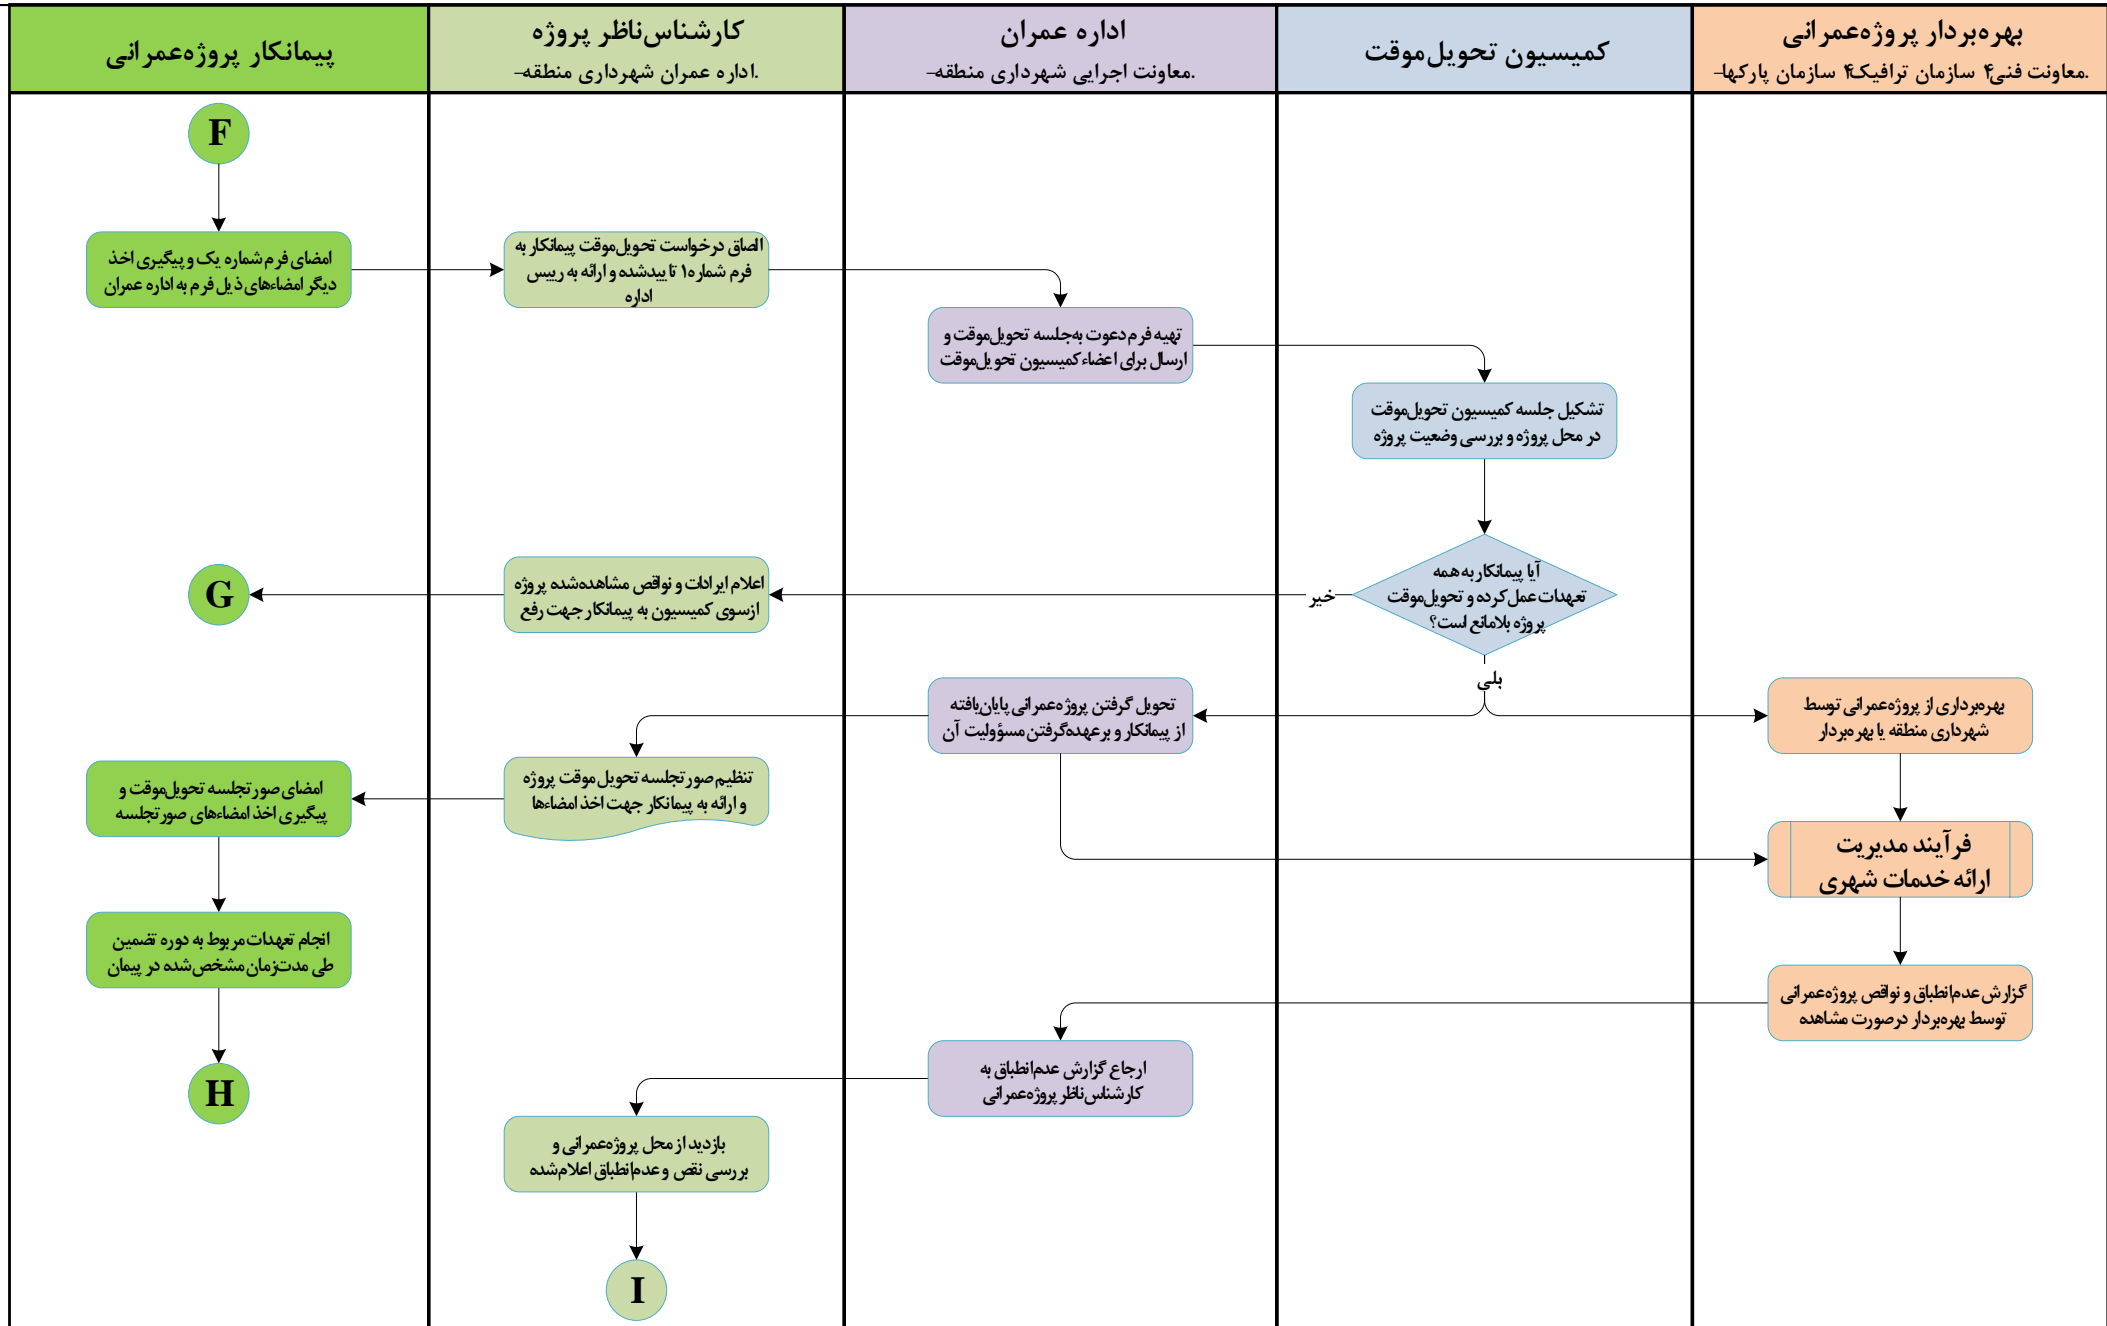 بهره‌بردار پروژه‌عمرانی
معاونت فنی؟ سازمان ترافیک؟ سازمان پارکها-.
کمیسیون تحویل‌موقت
اداره عمران
معاونت اجرایی شهرداری منطقه-.
کارشناس‌ناظر پروژه
اداره عمران شهرداری منطقه-.
پیمانکار پروژه‌عمرانی
F
امضای فرم شماره یک و پیگیری اخذ
دیگر امضاءهای ذیل فرم به اداره عمران
الصاق درخواست تحویل‌موقت پیمانکار به
فرم شماره۱ تاییدشده و ارائه به رییس
اداره
تهیه فرم دعوت به‌جلسه تحویل‌موقت و
ارسال برای اعضاء کمیسیون تحویل‌موقت
تشکیل جلسه کمیسیون تحویل‌موقت
در محل پروژه و بررسی وضعیت پروژه
آیا پیمانکار به همه
تعهدات عمل کرده و تحویل‌موقت
پروژه بلامانع است؟
خیر
اعلام ایرادات و نواقص مشاهده‌شده پروژه
ازسوی کمیسیون به پیمانکار جهت رفع
G
بلی
بهره‌برداری از پروژه‌عمرانی توسط
شهرداری منطقه یا بهره‌بردار
تحویل گرفتن پروژه‌عمرانی پایان‌یافته
از پیمانکار و برعهده‌گرفتن مسؤولیت آن
تنظیم صورتجلسه تحویل موقت پروژه
و ارائه به پیمانکار جهت اخذ امضاءها
امضای صورتجلسه تحویل‌موقت و
پیگیری اخذ امضاءهای صورتجلسه
فرآیند مدیریت
ارائه خدمات شهری
انجام تعهدات مربوط به دوره تضمین
طی مدت‌زمان مشخص‌شده در پیمان
گزارش عدم‌انطباق و نواقص پروژه‌عمرانی
توسط بهره‌بردار درصورت مشاهده
ارجاع گزارش عدم‌انطباق به
کارشناس‌ناظر پروژه‌عمرانی
H
بازدید از محل پروژه‌عمرانی و
بررسی نقص و عدم‌انطباق اعلام‌شده
I